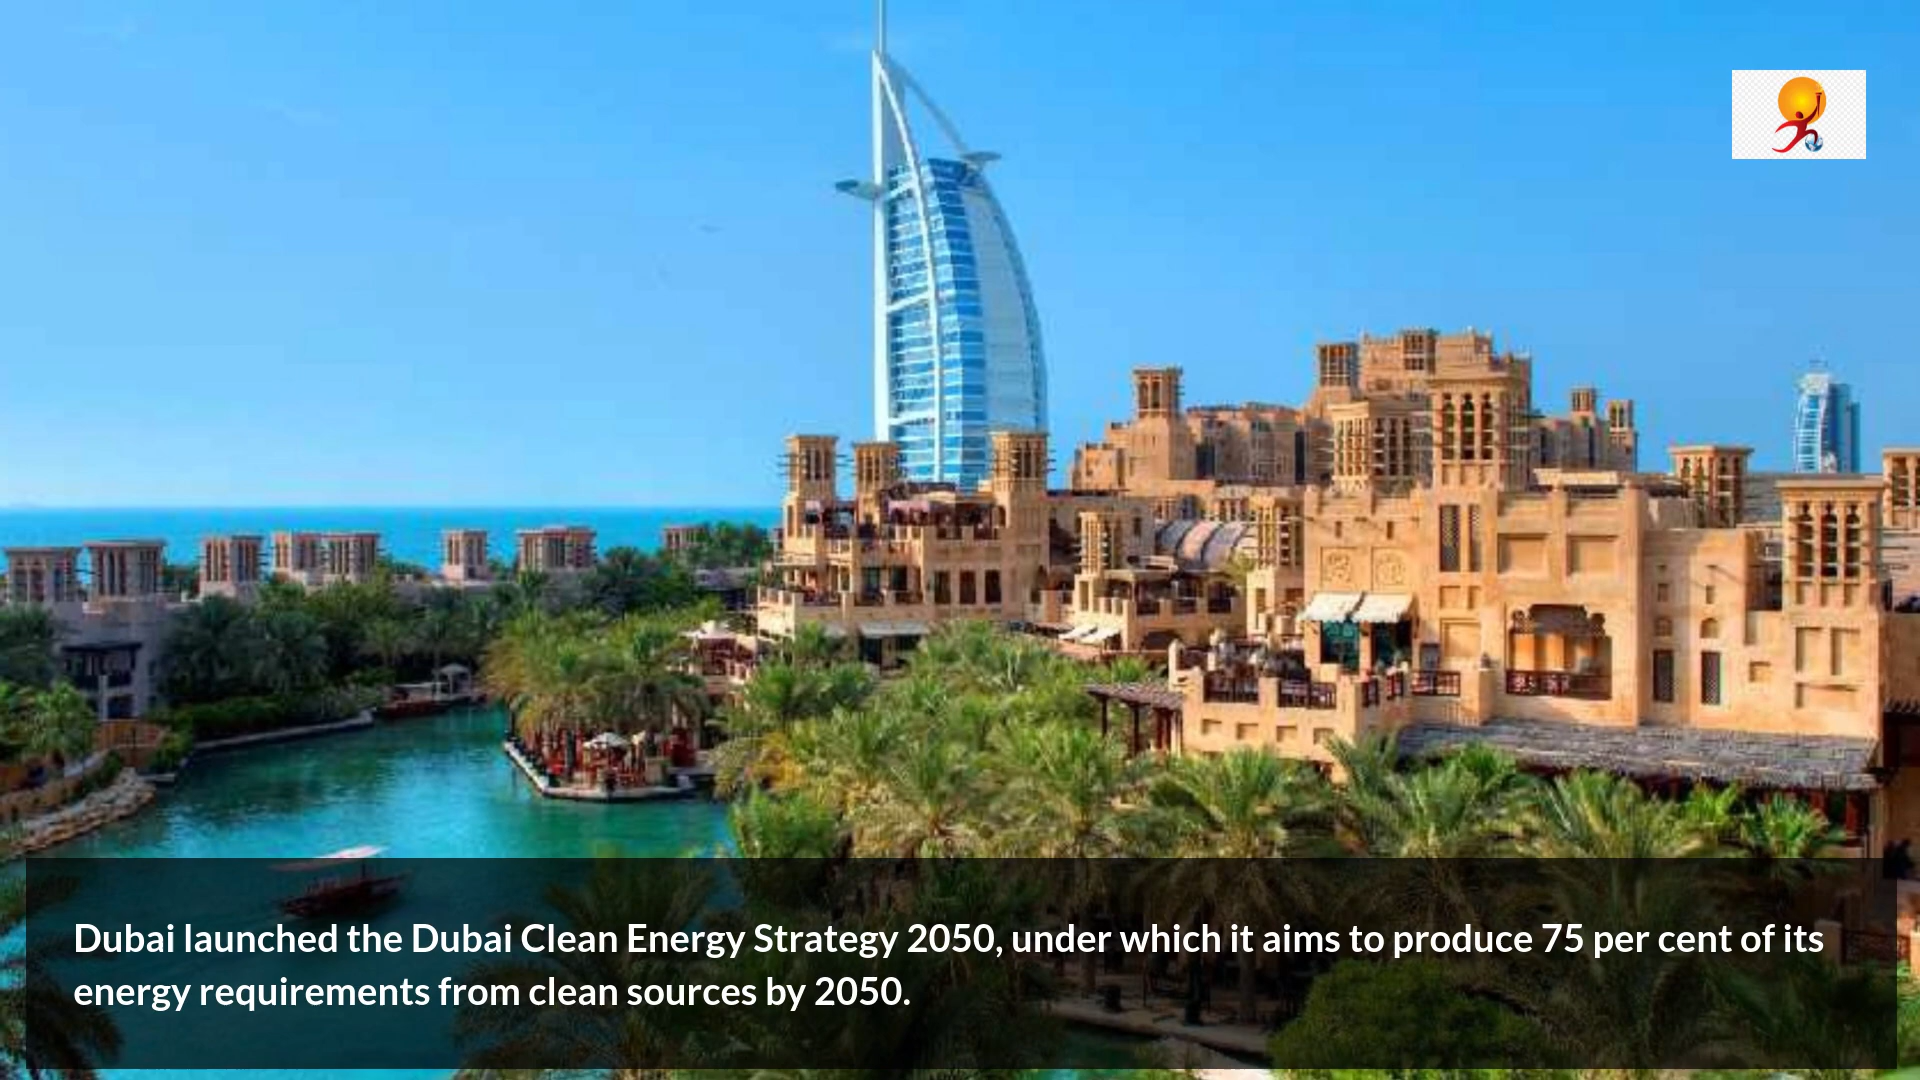 Dubai launched the Dubai Clean Energy Strategy 2050, under which it aims to produce 75 per cent of its
energy requirements from clean sources by 2050.